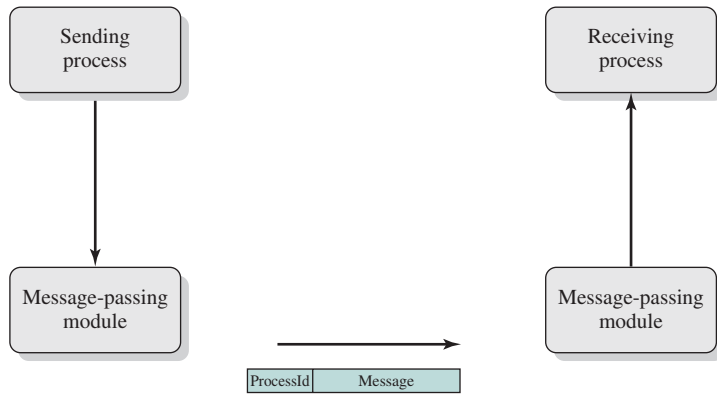 Sending
process
Receiving
process
Message-passing
module
Message-passing
module
ProcessId
Message